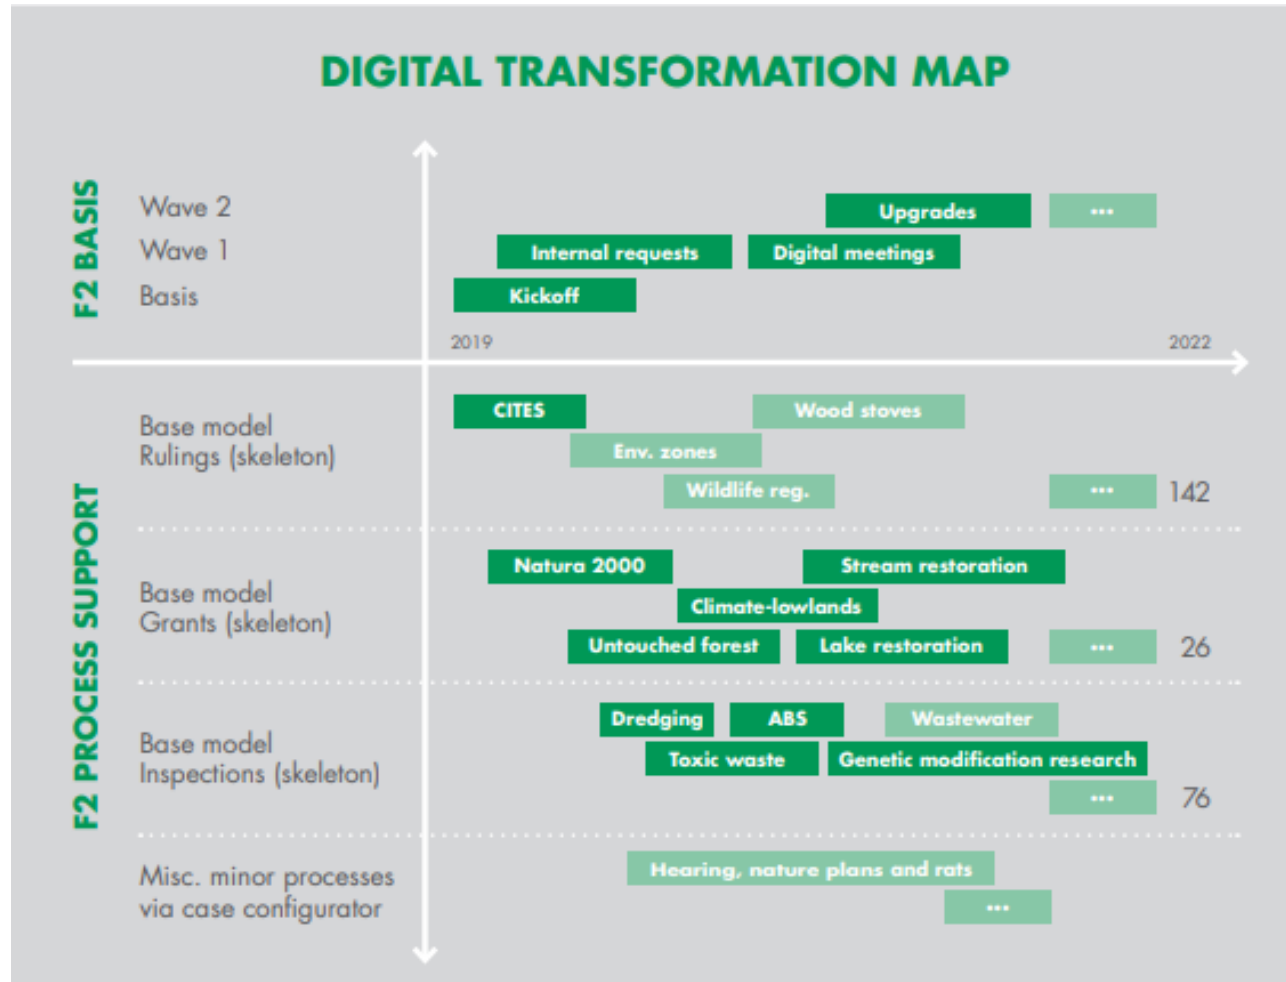 DIGITAL TRANSFORMATION MAP
F2 BASIS
Wave 2
Upgrades
...
Wave 1
Internal requests
Digital meetings
Basis
Kickoff
2019
2022
F2 PROCESS SUPPORT
Base model
Rulings (skeleton)
CITES
Wood stoves
Env. zones
Wildlife reg.
...
142
Base model
Grants (skeleton)
Natura 2000
Stream restoration
Climate-lowlands
Untouched forest
Lake restoration
...
26
Base model
Inspections (skeleton)
Dredging
ABS
Wastewater
Toxic waste
Genetic modification research
...
76
Misc. minor processes
via case configurator
Hearing, nature plans and rats
...